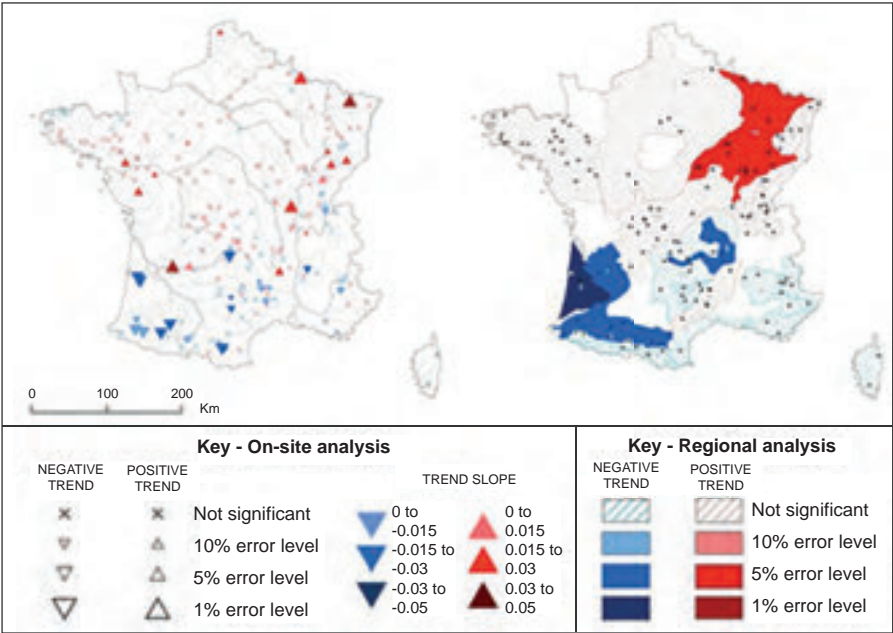 0 100 200
Km
Key - On-site analysis
NEGATIVE TREND
POSITIVE TREND
Not significant
10% error level
5% error level
1% error level
TREND SLOPE
0 to
-0.015
-0.015 to
-0.03
-0.03 to
-0.05
0 to
0.015
0.015 to
0.03
0.03 to
0.05
Key - Regional analysis
NEGATIVE TREND
POSITIVE TREND
Not significant
10% error level
5% error level
1% error level